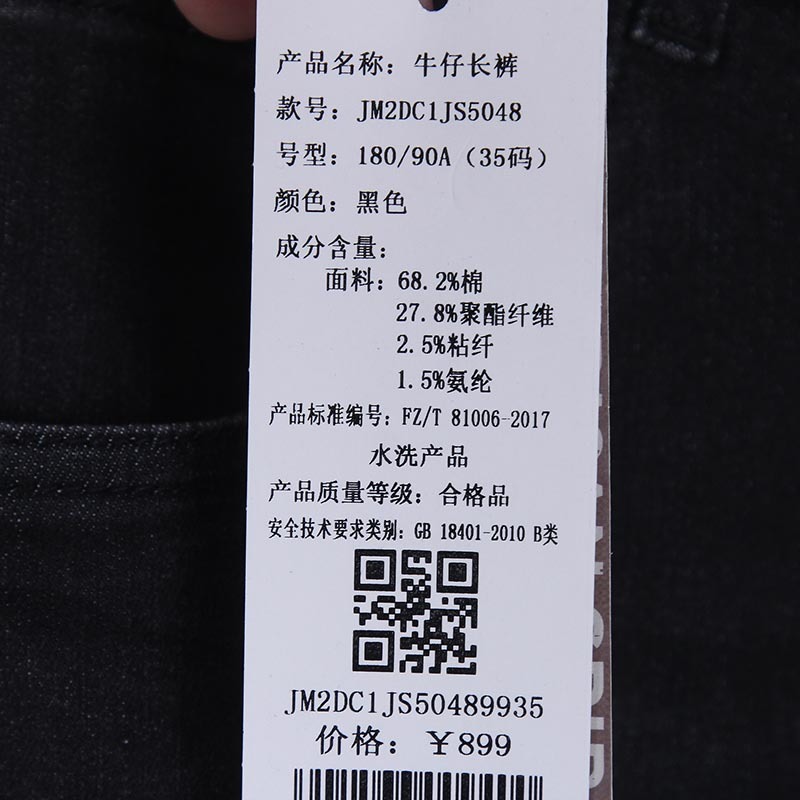 产品名称：牛仔长裤
款号：JM2DC1JS5048
号型：180/90A（35码）
颜色：黑色
成分含量：
面料：68.2%棉
27.8%聚酯纤维
2.5%粘纤
1.5%氨纶
产品标准编号：FZ/T 81006-2017
水洗产品
产品质量等级：合格品
安全技术要求类别：GB 18401-2010 B类
JM2DC1JS50489935
价格：￥899